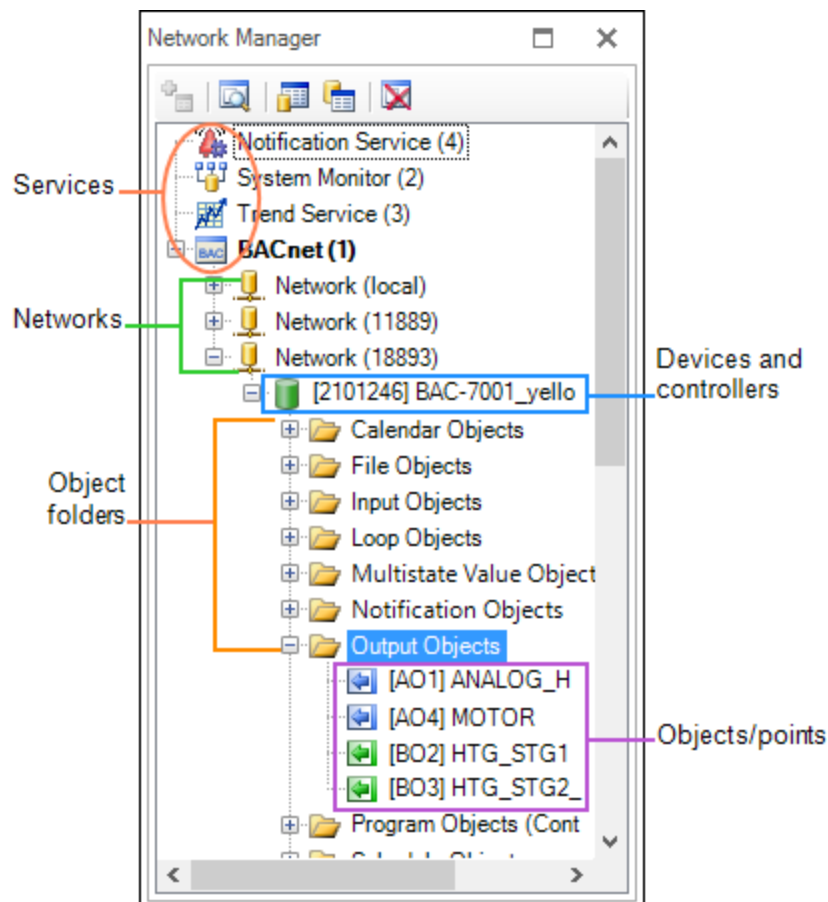 Network Manager
Notification Service (4)
Services
System Monitor (2)
Trend Service (3)
BAC
BACnet (1)
Network (local)
Networks
Network (11889)
Network (18893)
Devices and
controllers
[2101246] BAC-7001_yello
Calendar Objects
File Objects
Object
folders
Input Objects
Loop Objects
Multistate Value Object
Notification Objects
Output Objects
[AO1] ANALOG_H
[AO4] MOTOR
Objects/points
[BO2] HTG_STG1
[BO3] HTG_STG2_
Program Objects (Cont